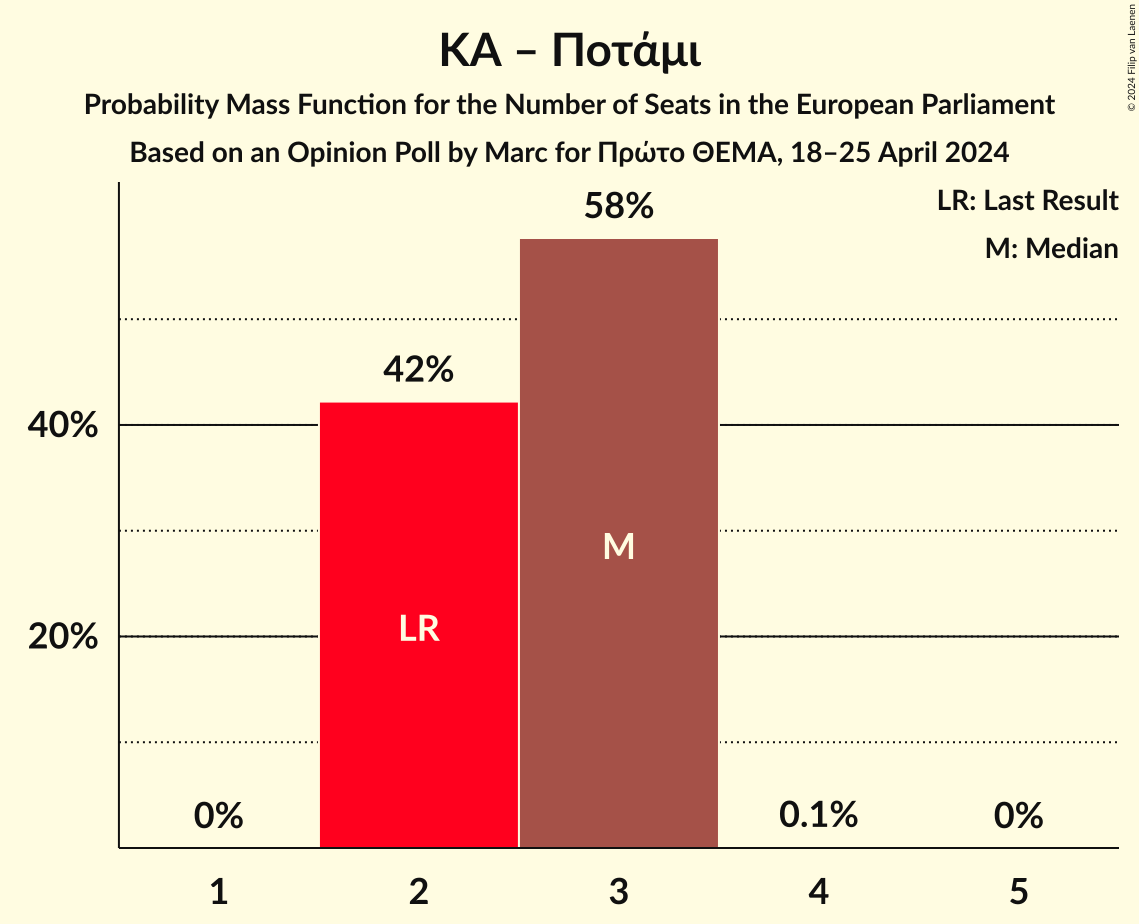 ΚΑ – Ποτάμι
Probability Mass Function for the Number of Seats in the European Parliament
Based on an Opinion Poll by Marc for Πρώτο ΘΕΜΑ, 18–25 April 2024
© 2024 Filip van Laenen
LR: Last Result
M: Median
58%
42%
40%
M
LR
20%
0%
0.1%
0%
1
2
3
4
5